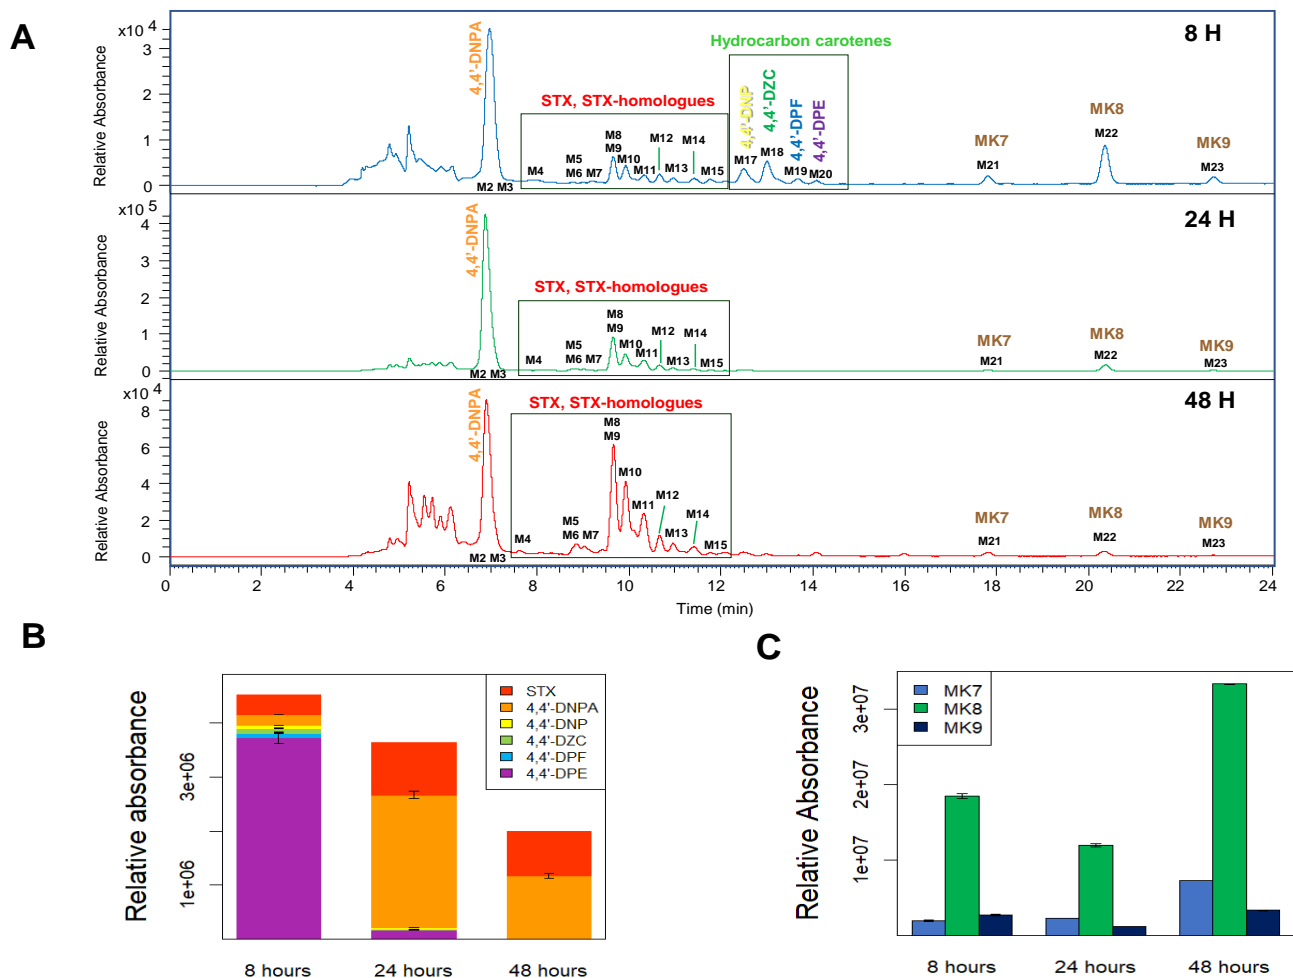 A
x10 4
8 H
Relative Absorbance
3
2
1
0
4,4'-DNPA
M2 M3
STX, STX-homologues
M4
M5
M6
M7
M8
M9
M10
M11
M12
M13
M14
M15
Hydrocarbon carotenes
4,4'-DNP
4,4'-DZC
4,4'-DPF
4,4'-DPE
M17
M18
M19
M20
MK7
M21
MK8
M22
MK9
M23
x10 5
24 H
Relative Absorbance
4
3
2
1
0
4,4'-DNPA
M2 M3
STX, STX-homologues
M4
M5
M6
M7
M8
M9
M10
M11
M12
M13
M14
M15
MK7
M21
MK8
M22
MK9
M23
x10 4
48 H
Relative Absorbance
8
6
4
2
0
4,4'-DNPA
M2 M3
STX, STX-homologues
M4
M5
M6
M7
M8
M9
M10
M11
M12
M13
M14
M15
MK7
M21
MK8
M22
MK9
M23
0 2 4 6 8 10 12 14 16 18 20 22 24
Time (min)
B
Relative absorbance
3e+06
1e+06
STX
4,4'-DNPA
4,4'-DNP
4,4'-DZC
4,4'-DPF
4,4'-DPE
8 hours 24 hours 48 hours
C
Relative Absorbance
3e+07
2e+07
1e+07
MK7
MK8
MK9
8 hours 24 hours 48 hours